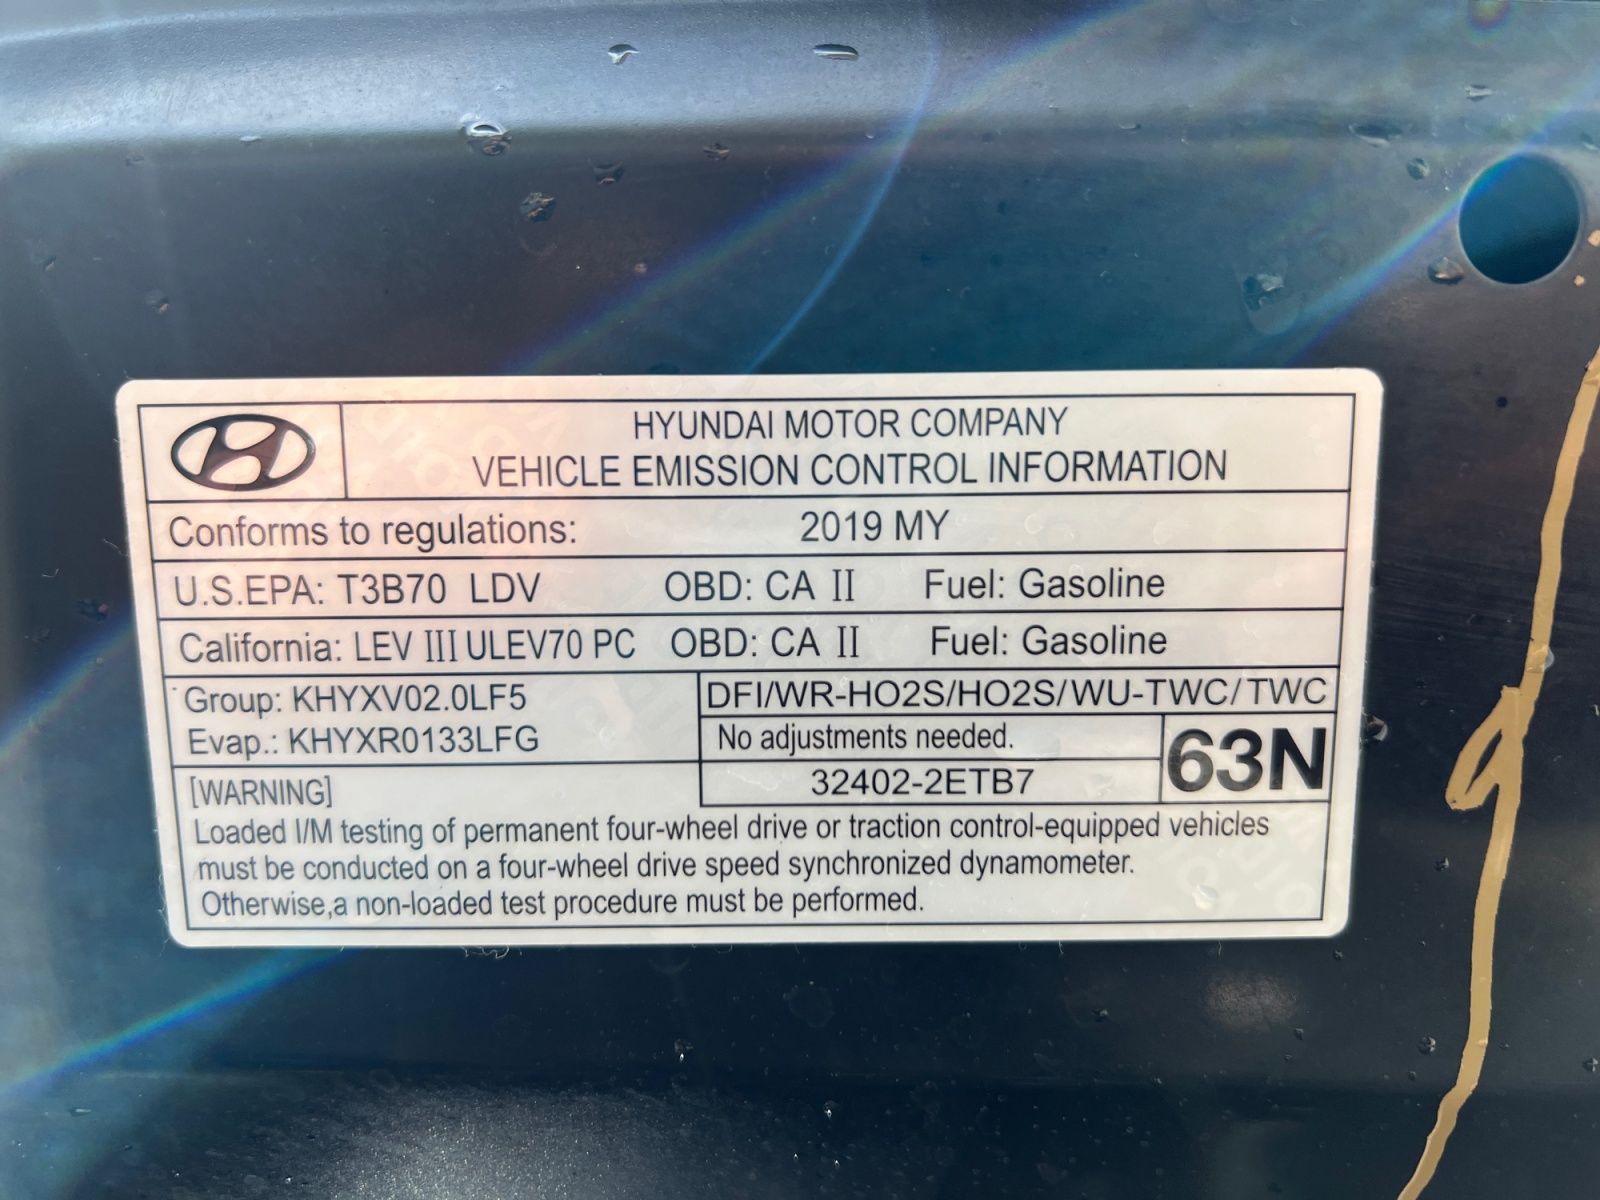 HYUNDAI MOTOR COMPANY
VEHICLE EMISSION CONTROL INFORMATION
Conforms to regulations: 2019 MY
U.S.EPA: T3B70 LDV OBD: CA II Fuel: Gasoline
California: LEV III ULEV70 PC OBD: CA II Fuel: Gasoline
Group: KHYXV02.0LF5
Evap.: KHYXR0133LFG
DFI/WR-HO2S/HO2S/WU-TWC/TWC
No adjustments needed.
32402-2ETB7
63N
[WARNING]
Loaded I/M testing of permanent four-wheel drive or traction control-equipped vehicles
must be conducted on a four-wheel drive speed synchronized dynamometer.
Otherwise,a non-loaded test procedure must be performed.